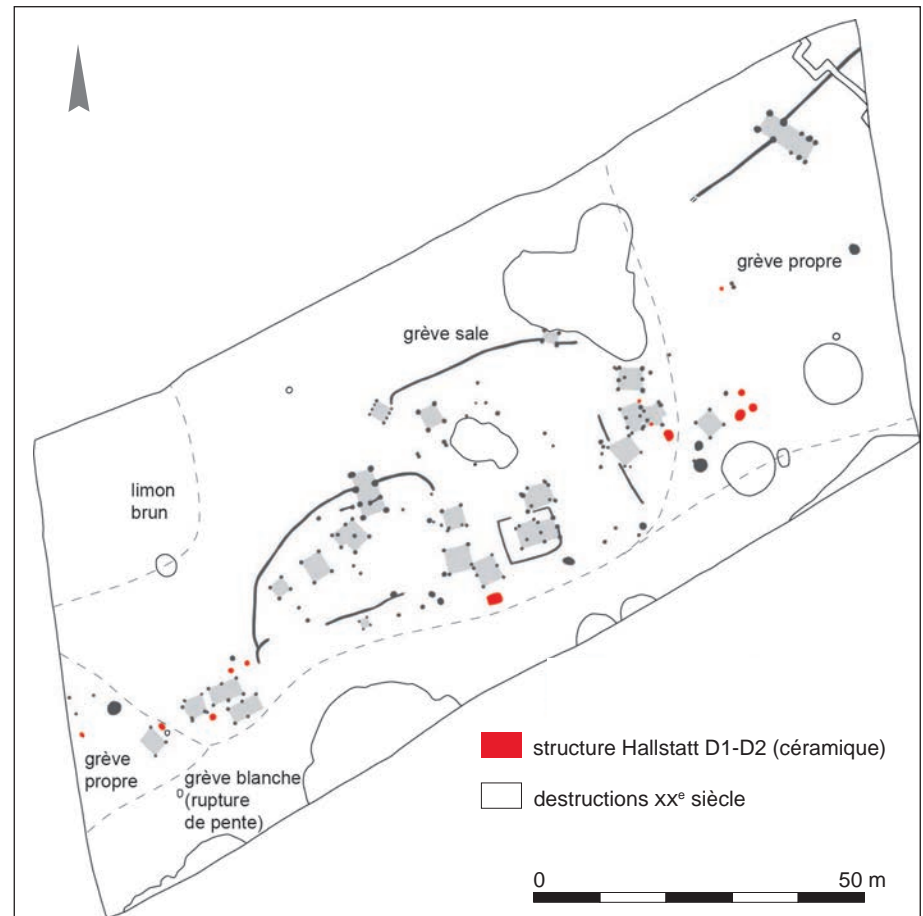 grève propre
grève sale
limon
brun
grève
propre
grève blanche
(rupture
de pente)
structure Hallstatt D1-D2 (céramique)
destructions XXe siècle
0 50 m